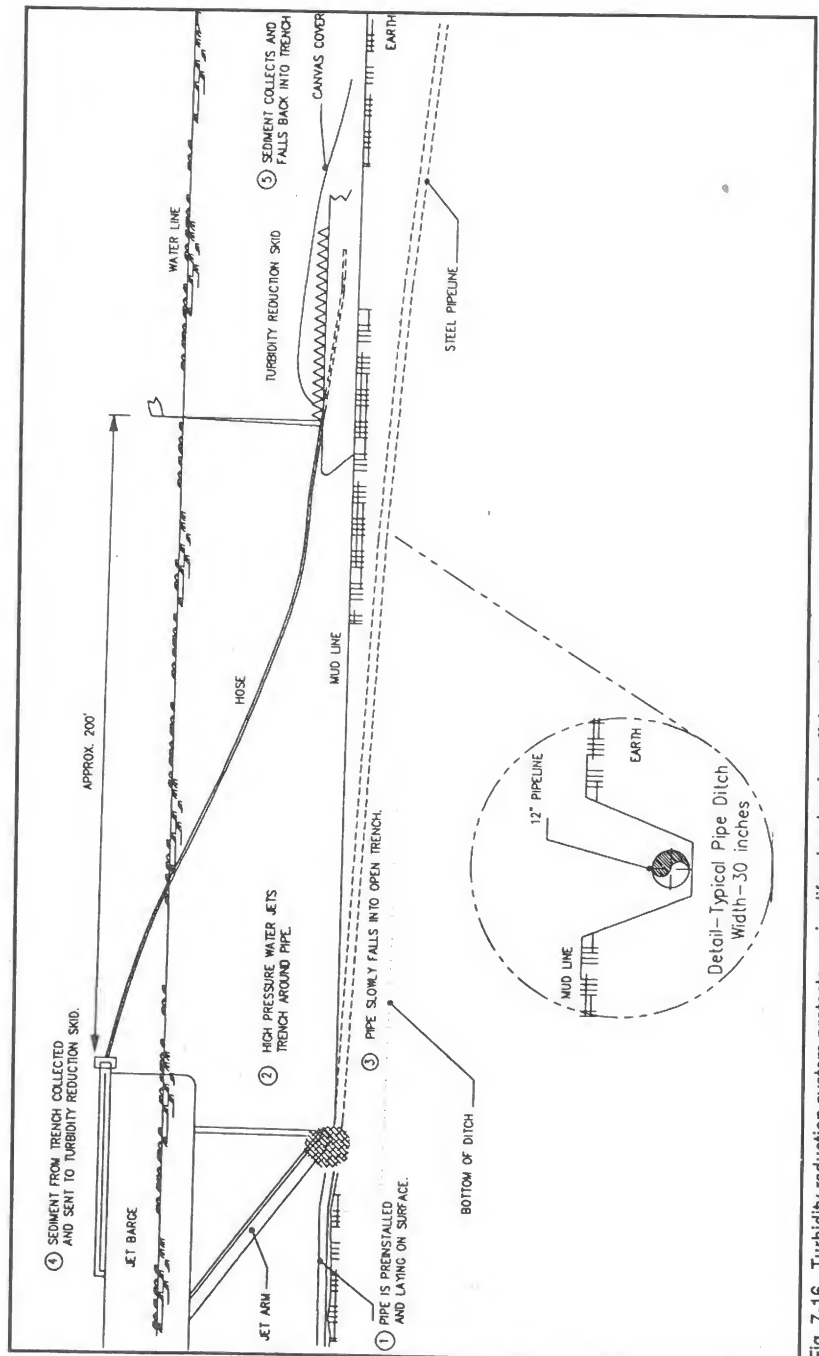 ④ SEDIMENT FROM TRENCH COLLECTED
AND SENT TO TURBIDITY REDUCTION SKID.
APPROX. 200'
WATER LINE
⑤ SEDIMENT COLLECTS AND
FALLS BACK INTO TRENCH
JET BARGE
HOSE
TURBIDITY REDUCTION SKID
CANVAS COVER
② HIGH PRESSURE WATER JETS
TRENCH AROUND PIPE.
JET ARM
MUD LINE
EARTH
① PIPE IS PREINSTALLED
AND LAYING ON SURFACE.
③ PIPE SLOWLY FALLS INTO OPEN TRENCH.
BOTTOM OF DITCH
STEEL PIPELINE
12" PIPELINE
MUD LINE
EARTH
Detail-Typical Pipe Ditch
Width-30 inches
Fig. 7-16 Turbidity reduction system protects marine life